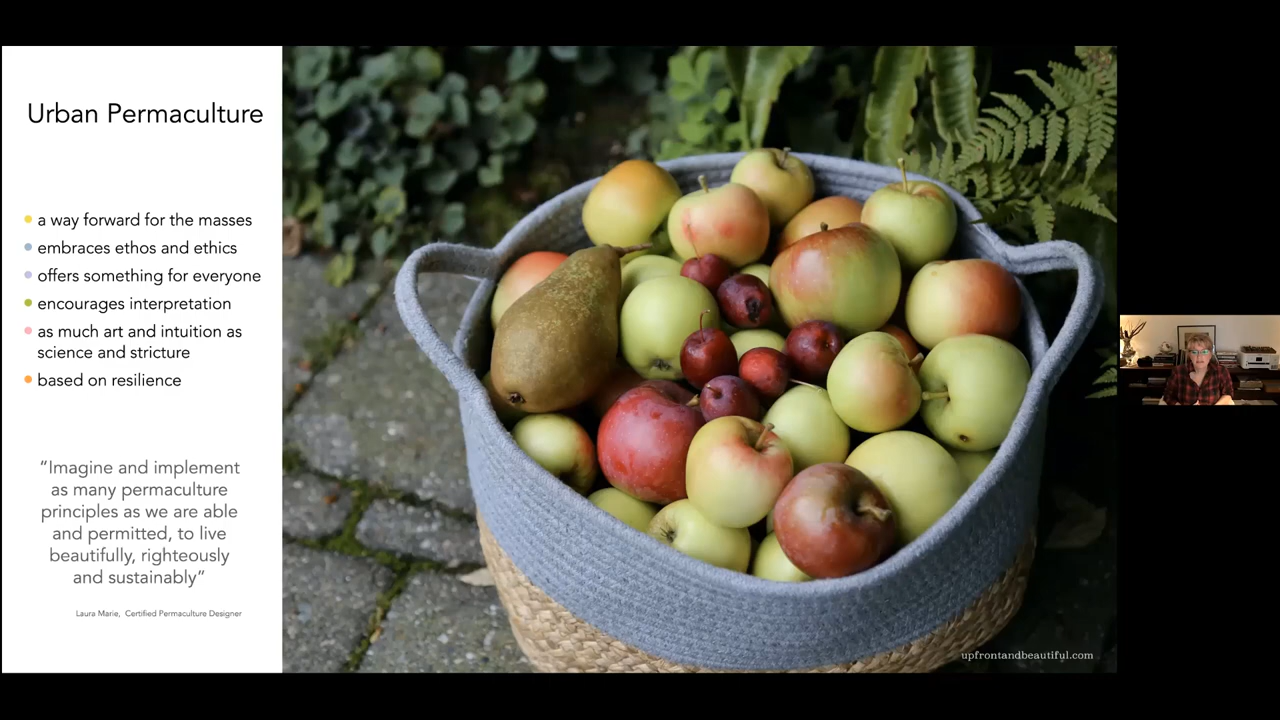 Urban Permaculture
a way forward for the masses
embraces ethos and ethics
offers something for everyone
encourages interpretation
as much art and intuition as
science and stricture
based on resilience
“Imagine and implement
as many permaculture
principles as we are able
and permitted, to live
beautifully, righteously
and sustainably”
Laura Marie, Certified Permaculture Designer
upfrontandbeautiful.com